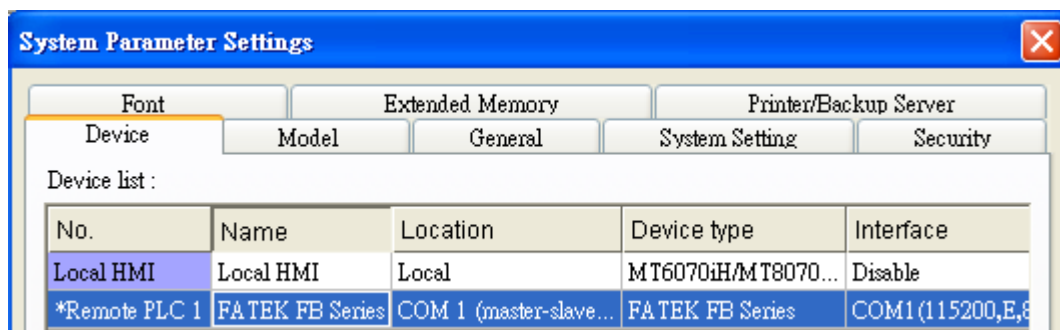 System Parameter Settings
Font Extended Memory Printer/Backup Server
Device Model General System Setting Security
Device list :
No. Name Location Device type Interface
Local HMI Local HMI Local MT6070iH/MT8070... Disable
*Remote PLC 1 FATEK FB Series COM 1 (master-slave... FATEK FB Series COM1(115200,E,8